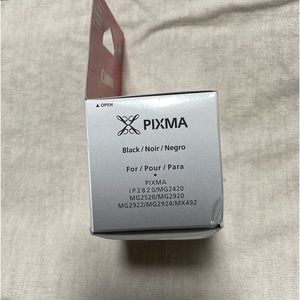 ▲ OPEN
PIXMA
Black / Noir / Negro
For / Pour / Para
PIXMA
iP2820/MG2420
MG2520/MG2920
MG2922/MG2924/MX492